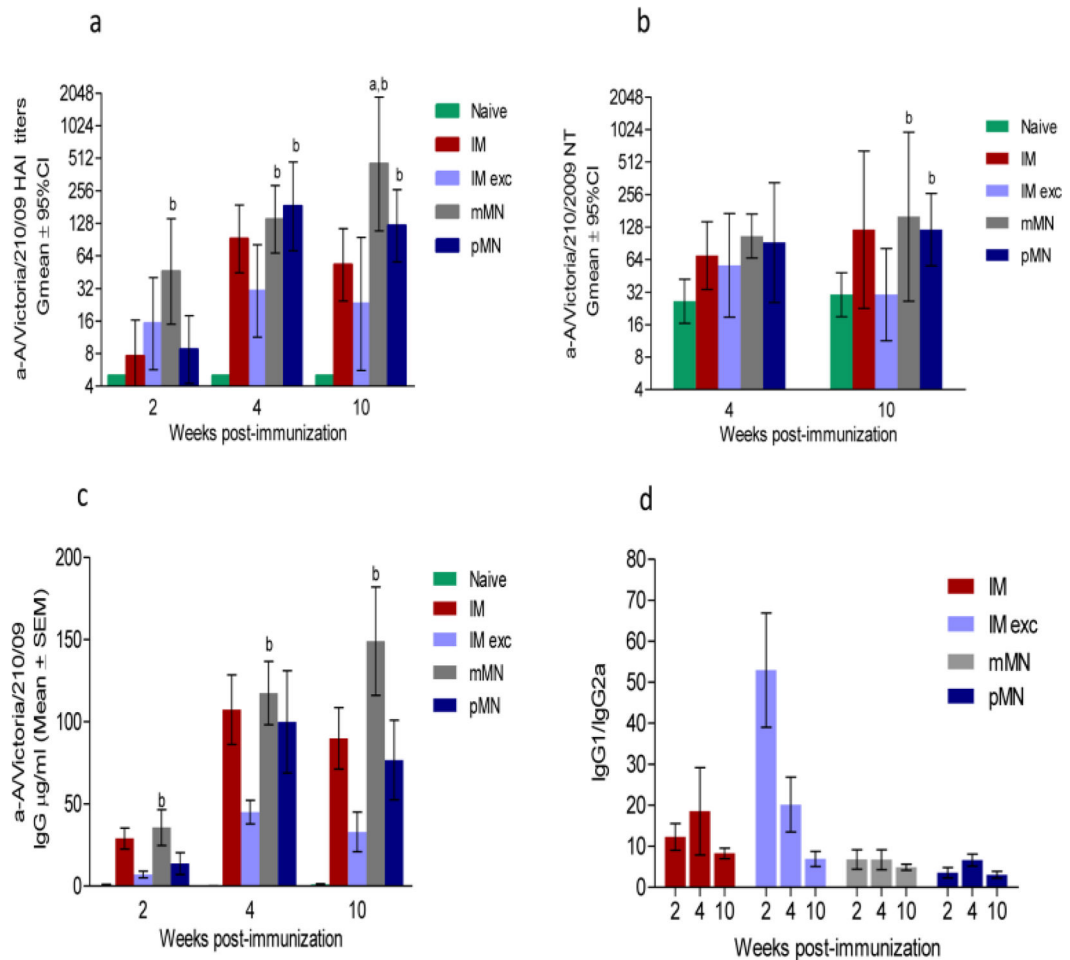 a
a-A/Victoria/210/09 HAI titers
Gmean ± 95%CI
2048
1024
512
256
128
64
32
16
8
4
b
b
b
a,b
b
2
4
10
Weeks post-immunization
Naive
IM
IM exc
mMN
pMN
b
a-A/Victoria/210/2009 NT
Gmean ± 95%CI
2048
1024
512
256
128
64
32
16
8
4
b
b
4
10
Weeks post-immunization
Naive
IM
IM exc
mMN
pMN
c
a-A/Victoria/210/09
IgG µg/ml (Mean ± SEM)
200
150
100
50
0
b
b
b
2
4
10
Weeks post-immunization
Naive
IM
IM exc
mMN
pMN
d
IgG1/IgG2a
80
70
60
50
40
30
20
10
0
2 4 10 2 4 10 2 4 10 2 4 10
Weeks post-immunization
IM
IM exc
mMN
pMN